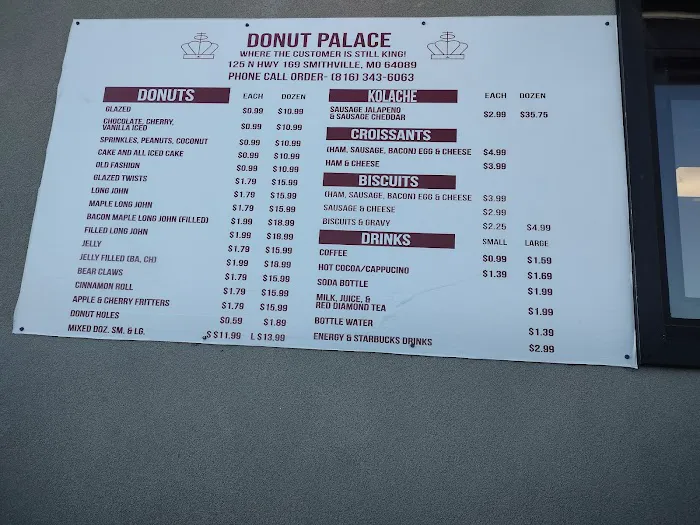 DONUT PALACE
WHERE THE CUSTOMER IS STILL KING!
125 N HWY 169 SMITHVILLE, MO 64089
PHONE CALL ORDER- (816) 343-6063
DONUTS EACH DOZEN
GLAZED $0.99 $10.99
CHOCOLATE, CHERRY,
VANILLA ICED $0.99 $10.99
SPRINKLES, PEANUTS, COCONUT $0.99 $10.99
CAKE AND ALL ICED CAKE $0.99 $10.99
OLD FASHION $0.99 $10.99
GLAZED TWISTS $1.79 $15.99
LONG JOHN $1.79 $15.99
MAPLE LONG JOHN $1.79 $15.99
BACON MAPLE LONG JOHN (FILLED) $1.99 $18.99
FILLED LONG JOHN $1.99 $18.99
JELLY $1.79 $15.99
JELLY FILLED (BA, CH) $1.99 $18.99
BEAR CLAWS $1.79 $15.99
CINNAMON ROLL $1.79 $15.99
APPLE & CHERRY FRITTERS $1.79 $15.99
DONUT HOLES $0.59 $1.89
MIXED DOZ. SM. & LG. S $11.99 L $13.99
KOLACHE EACH DOZEN
SAUSAGE JALAPENO
& SAUSAGE CHEDDAR $2.99 $35.75
CROISSANTS
(HAM, SAUSAGE, BACON) EGG & CHEESE $4.99
HAM & CHEESE $3.99
BISCUITS
(HAM, SAUSAGE, BACON) EGG & CHEESE $3.99
SAUSAGE & CHEESE $2.99
BISCUITS & GRAVY $2.25 $4.99
DRINKS SMALL LARGE
COFFEE $0.99 $1.59
HOT COCOA/CAPPUCINO $1.39 $1.69
SODA BOTTLE $1.99
MILK, JUICE, &
RED DIAMOND TEA $1.99
BOTTLE WATER $1.39
ENERGY & STARBUCKS DRINKS $2.99